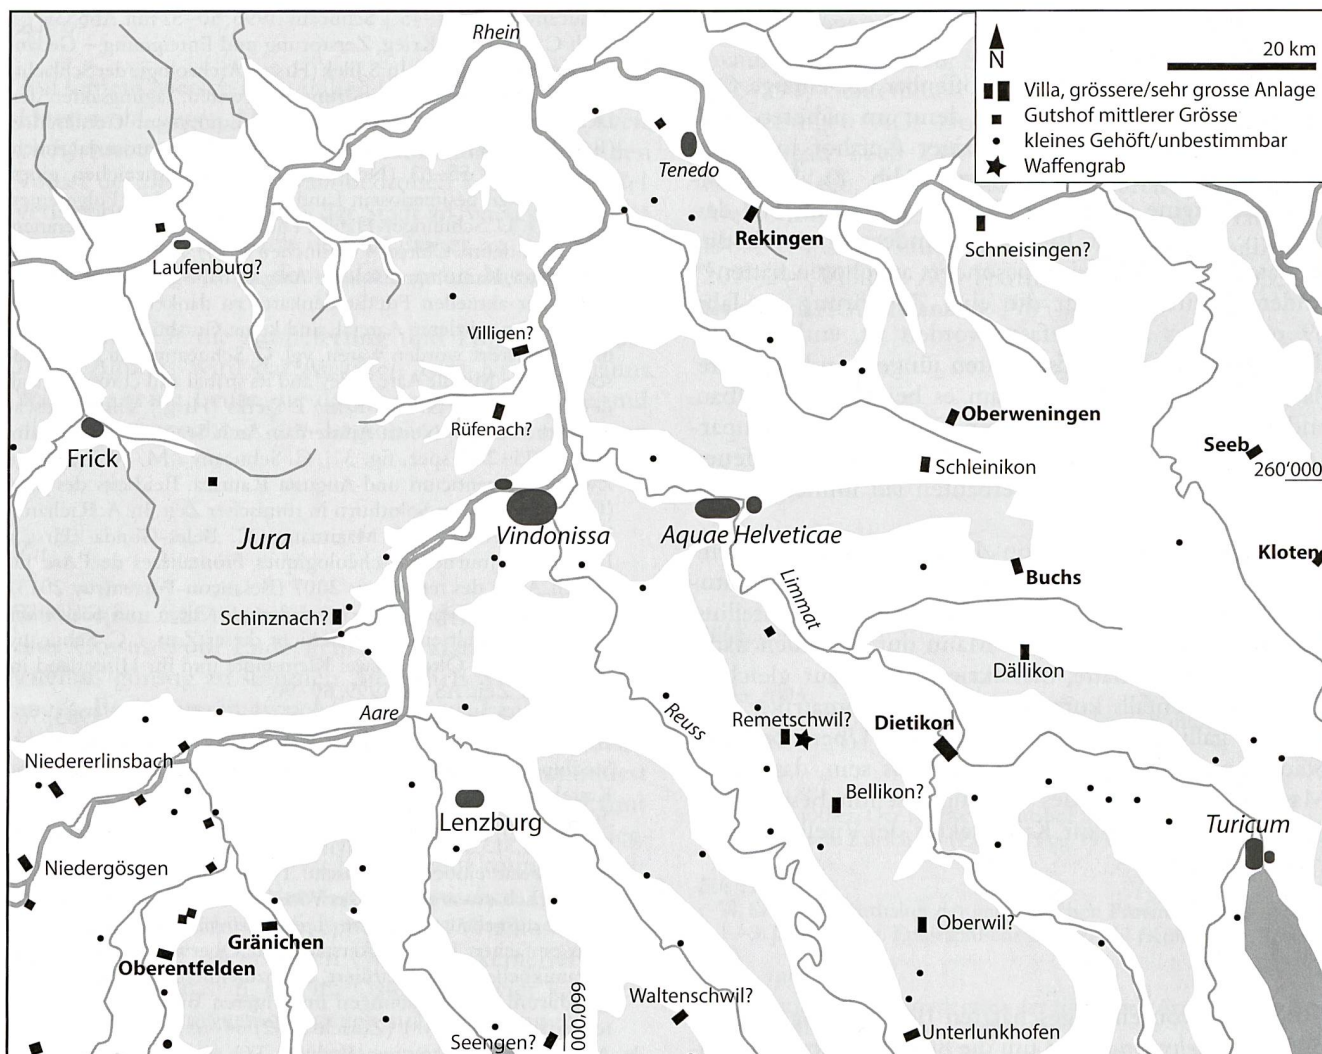 Rhein
N
20 km
Villa, grössere/sehr grosse Anlage
Gutshof mittlerer Grösse
kleines Gehöft/unbestimmbar
Waffengrab
Tenedo
Rekingen
Schneisingen?
Laufenburg?
Villigen?
Rüfenach?
Oberweningen
Frick
Schleinikon
Seeb
260'000
Jura
Vindonissa
Aquae Helveticae
Kloten
Buchs
Limmat
Schinznach?
Dällikon
Aare
Reuss
Remetschwil?
Dietikon
Niedererlinsbach
Bellikon?
Lenzburg
Turicum
Niedergösgen
Gränichen
Oberwil?
Oberentfelden
660'000
Waltenschwil?
Seengen?
Unterlunkhofen